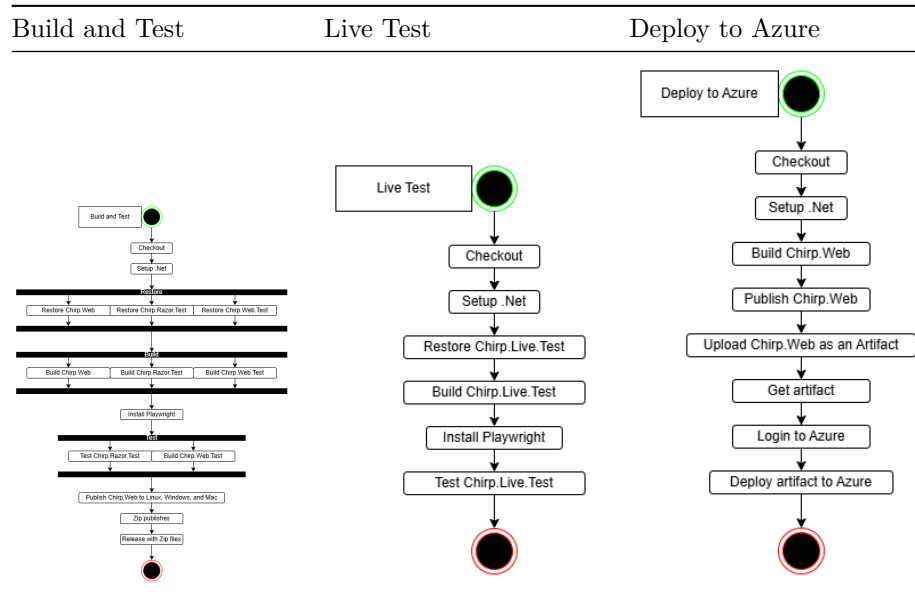 Build and Test
Live Test
Deploy to Azure
Build and Test
Checkout
Setup .Net
Restore
Restore Chirp.Web
Restore Chirp.Razor.Test
Restore Chirp.Web.Test
Build
Build Chirp.Web
Build Chirp.Razor.Test
Build Chirp.Web.Test
Install Playwright
Test
Test Chirp.Razor.Test
Build Chirp.Web.Test
Publish Chirp.Web to Linux, Windows, and Mac
Zip publishes
Release with Zip files
Live Test
Checkout
Setup .Net
Restore Chirp.Live.Test
Build Chirp.Live.Test
Install Playwright
Test Chirp.Live.Test
Deploy to Azure
Checkout
Setup .Net
Build Chirp.Web
Publish Chirp.Web
Upload Chirp.Web as an Artifact
Get artifact
Login to Azure
Deploy artifact to Azure